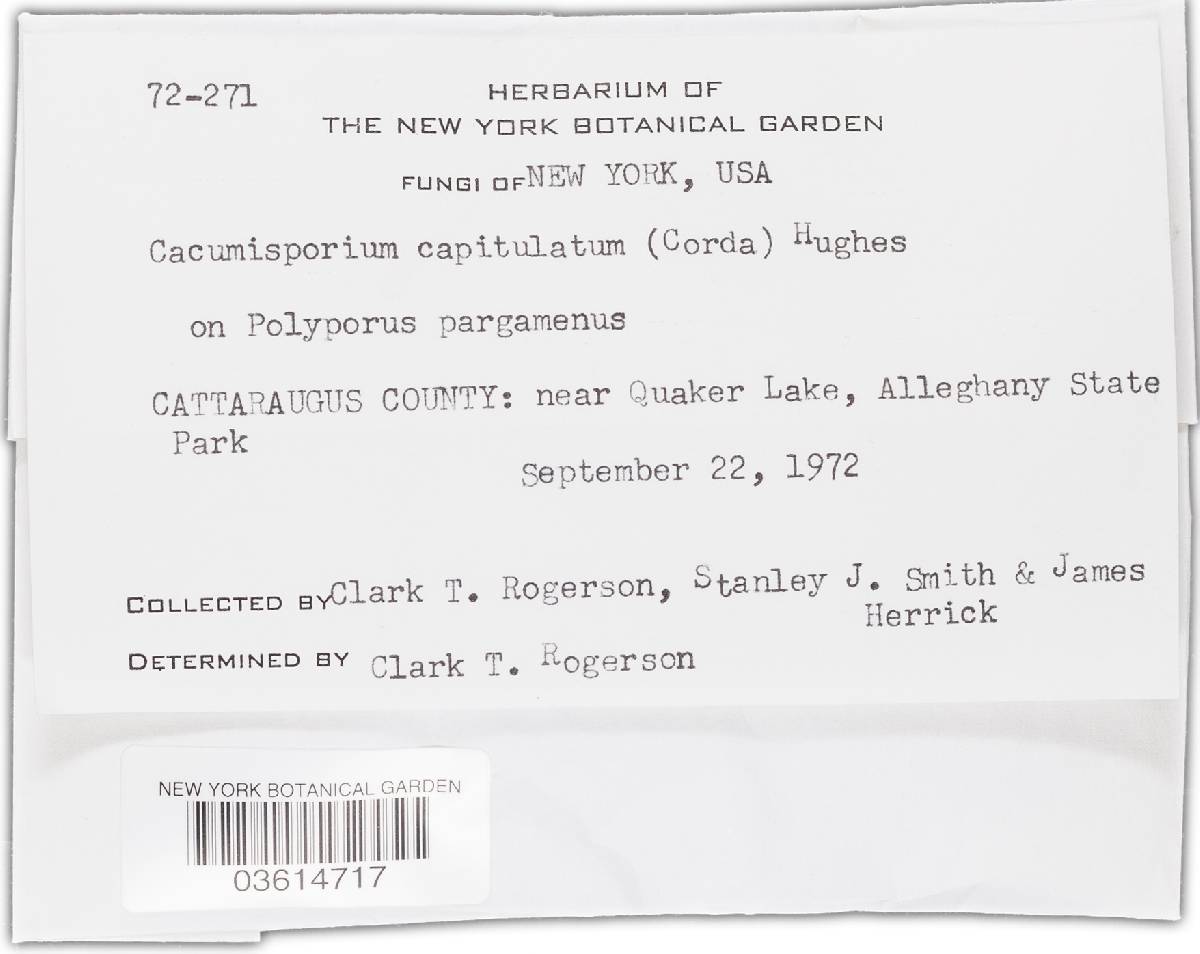 72-271
HERBARIUM OF
THE NEW YORK BOTANICAL GARDEN
FUNGI OF NEW YORK, USA
Cacumisporium capitulatum (Corda) Hughes
on Polyporus pargamenus
CATTARAUGUS COUNTY: near Quaker Lake, Alleghany State
Park
September 22, 1972
COLLECTED BY Clark T. Rogerson, Stanley J. Smith & James
Herrick
DETERMINED BY Clark T. Rogerson
NEW YORK BOTANICAL GARDEN
03614717